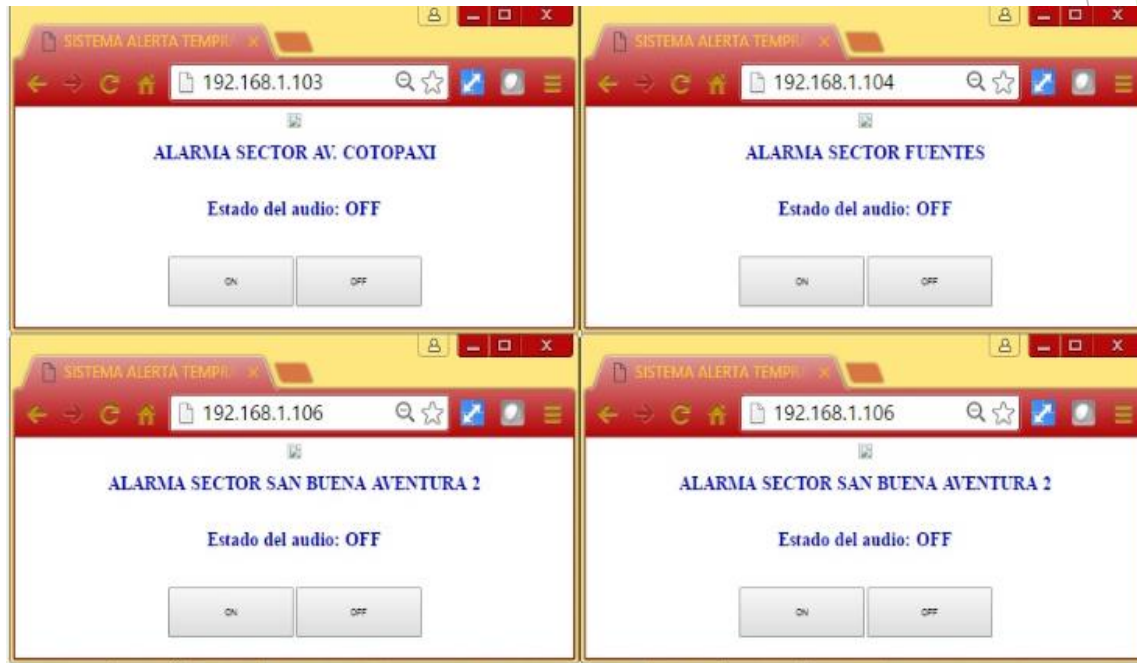 SISTEMA ALERTA TEMPR
192.168.1.103
ALARMA SECTOR AV. COTOPAXI
Estado del audio: OFF
ON OFF
SISTEMA ALERTA TEMPR
192.168.1.104
ALARMA SECTOR FUENTES
Estado del audio: OFF
ON OFF
SISTEMA ALERTA TEMPR
192.168.1.106
ALARMA SECTOR SAN BUENA AVENTURA 2
Estado del audio: OFF
ON OFF
SISTEMA ALERTA TEMPR
192.168.1.106
ALARMA SECTOR SAN BUENA AVENTURA 2
Estado del audio: OFF
ON OFF